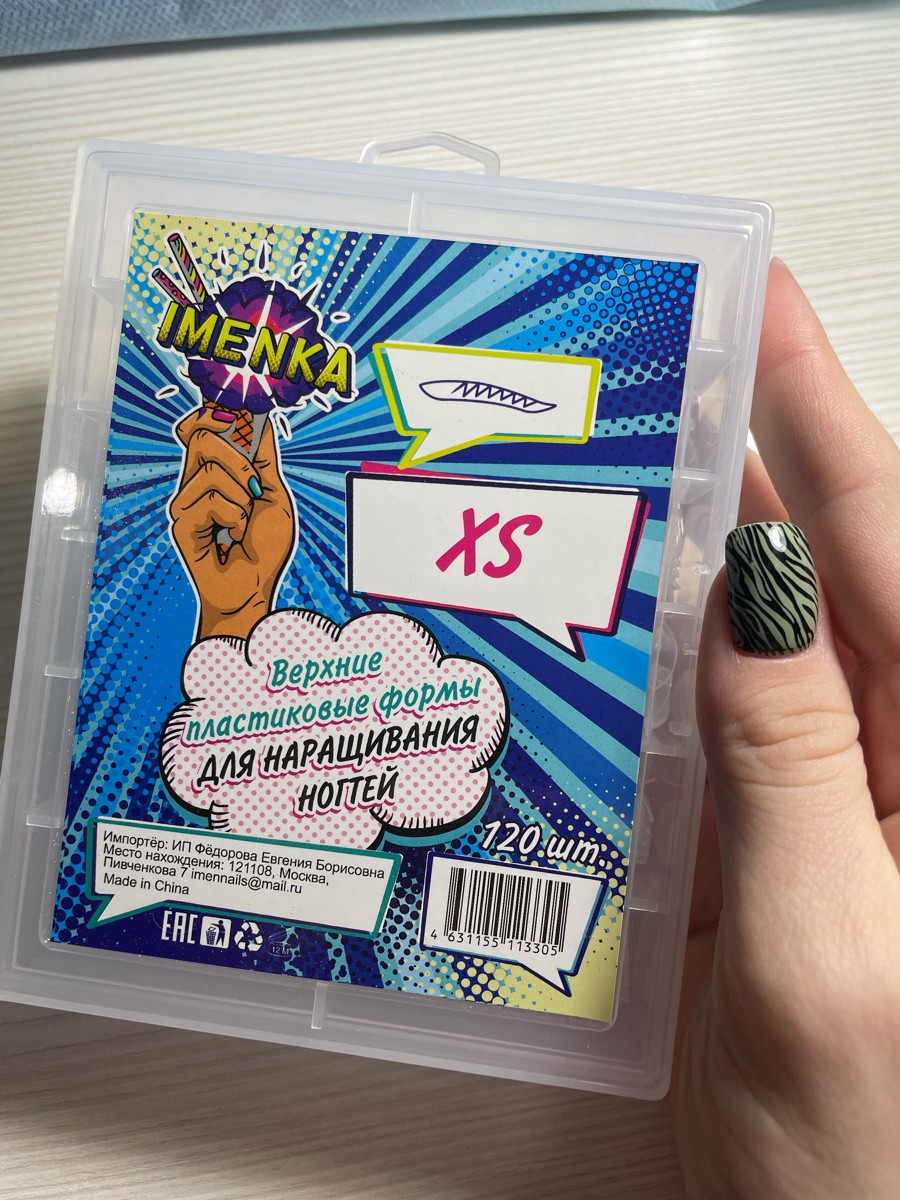 IMENKA
XS
Верхние
пластиковые формы
ДЛЯ НАРАЩИВАНИЯ
НОГТЕЙ
120 шт.
Импортёр: ИП Фёдорова Евгения Борисовна
Место нахождения: 121108, Москва,
Пивченкова 7 imennails@mail.ru
Made in China
EAC
12 М
4 631155 113305